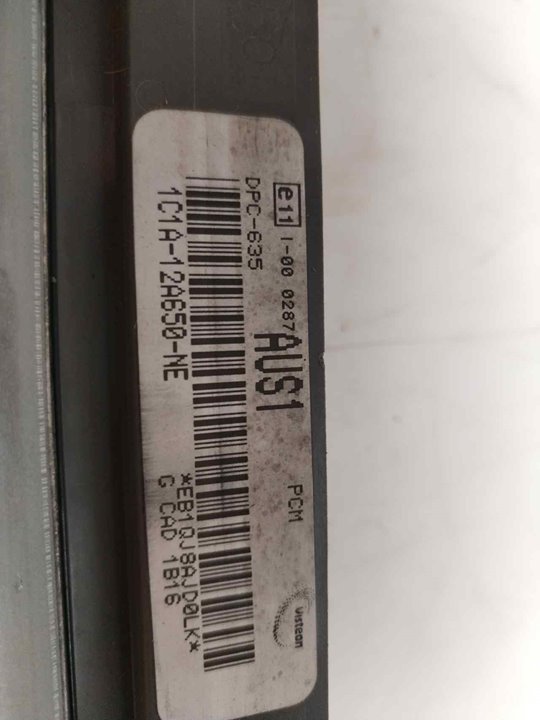 e11 I-00 0287
AUS1
PCM
visteon
DPC-635
1C1A-12A650-NE
*EB1QJ8AJD0LK*
G CAD 1B16